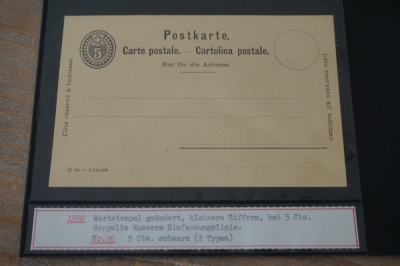 Postkarte.
5
Carte postale. — Cartolina postale.
Nur für die Adresse.
Côté réservé à l'adresse.
Lato riservato all'indirizzo.
1892 Wertstempel geändert, kleinere Ziffern, bei 5 Cts.
doppelte äussere Einfassungslinie.
Nr.26 5 Cts. schwarz (2 Typen)